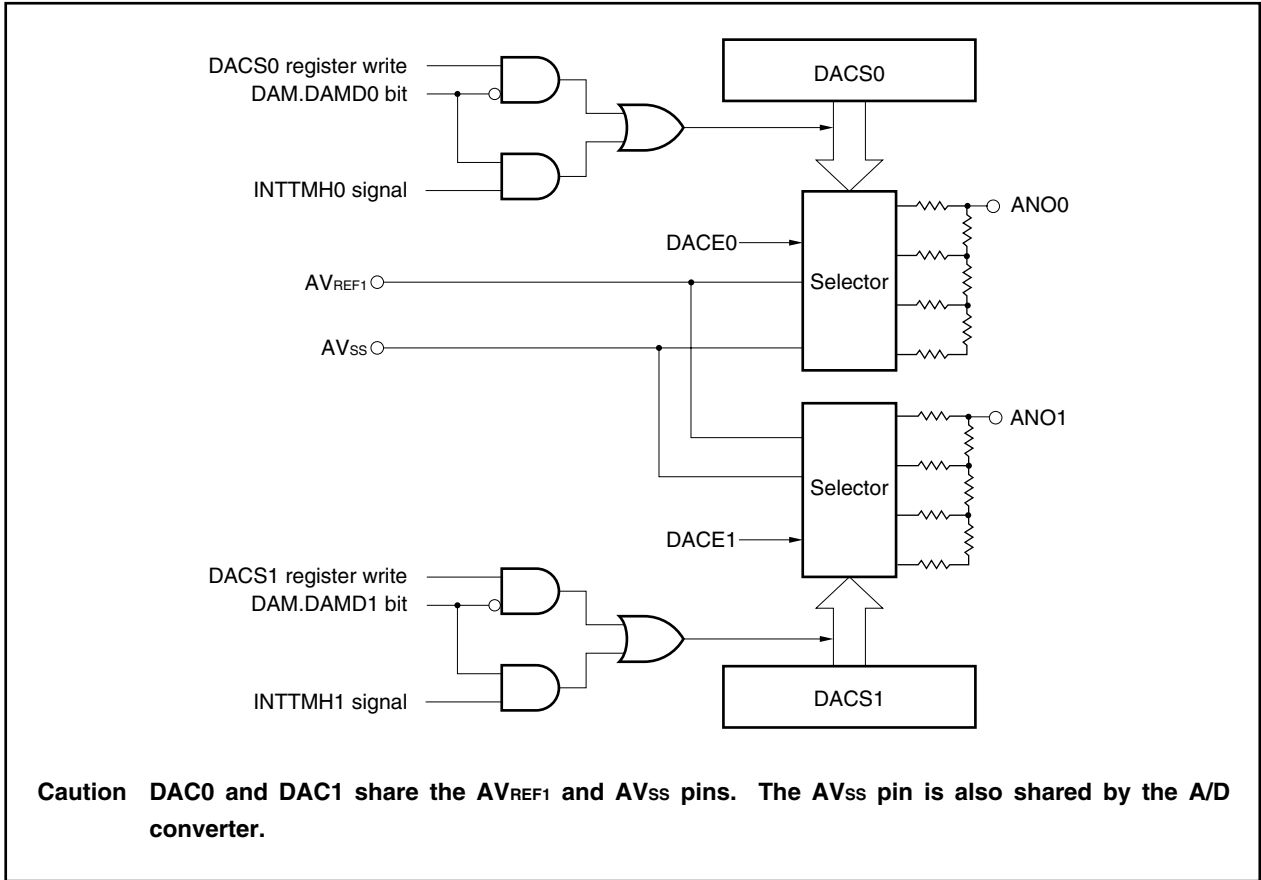 DACS0 register write
DAM.DAMD0 bit
INTTMH0 signal
DACS0
ANO0
DACE0
Selector
AVREF1
AVSS
ANO1
Selector
DACE1
DACS1 register write
DAM.DAMD1 bit
INTTMH1 signal
DACS1
Caution DAC0 and DAC1 share the AVREF1 and AVSS pins. The AVSS pin is also shared by the A/D
converter.